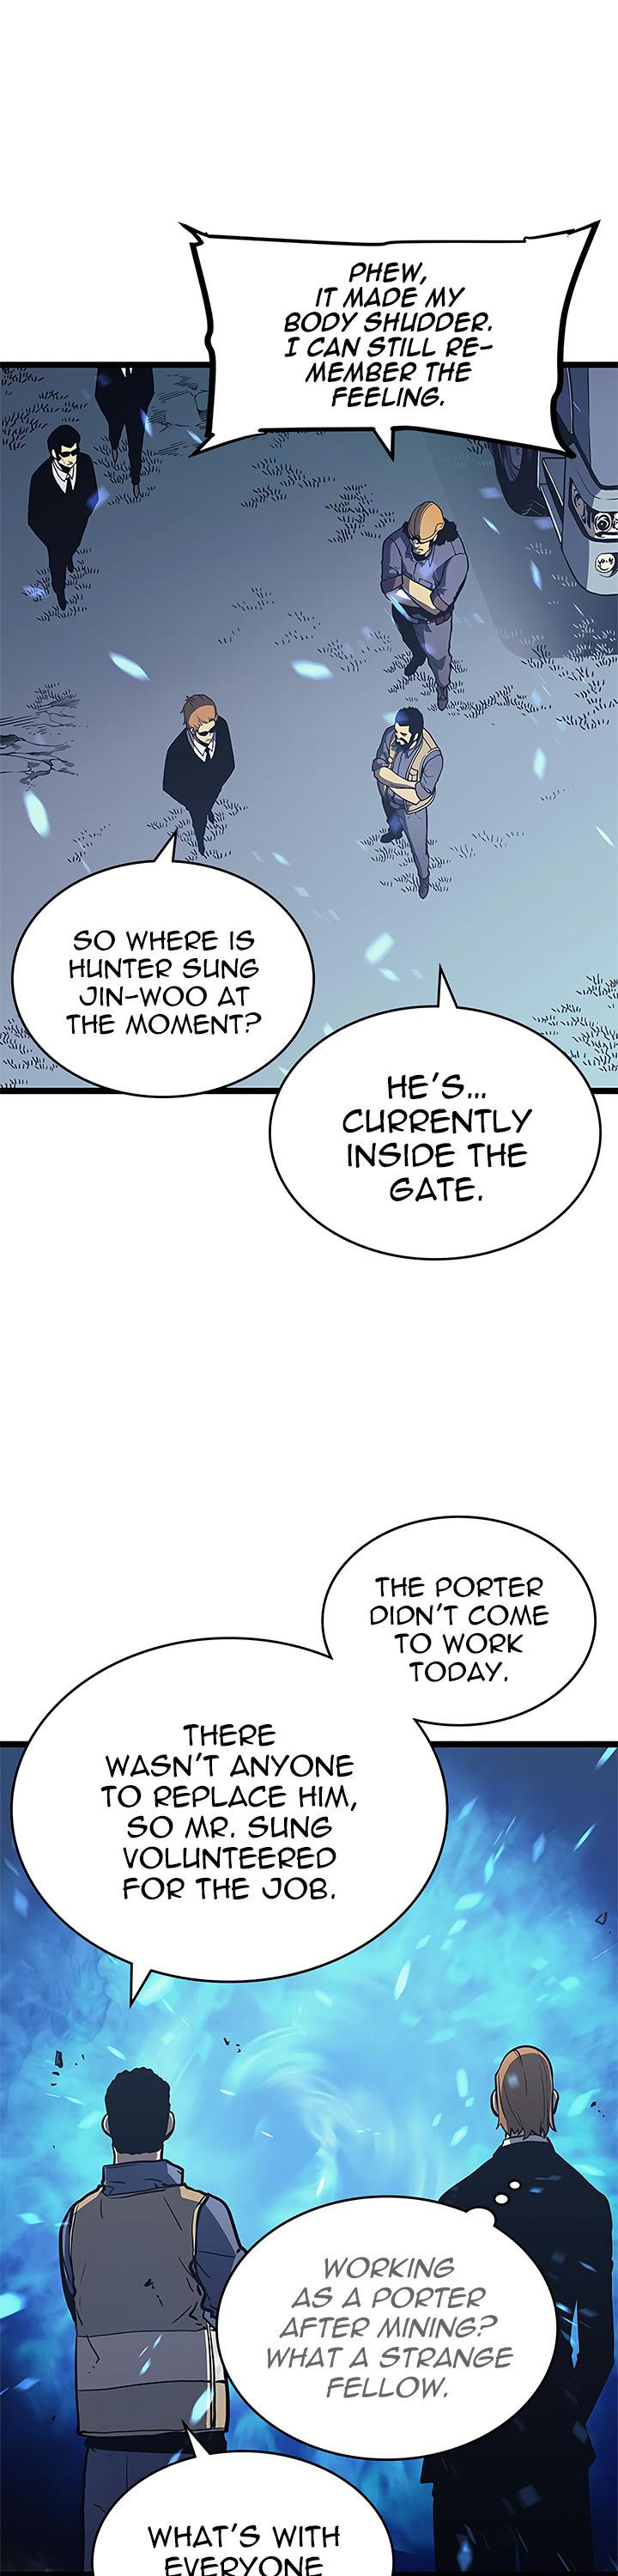 PHEW,
IT MADE MY
BODY SHUDDER.
I CAN STILL RE-
MEMBER THE
FEELING.
SO WHERE IS
HUNTER SUNG
JIN-WOO AT
THE MOMENT?
HE'S...
CURRENTLY
INSIDE THE
GATE.
THE PORTER
DIDN'T COME
TO WORK
TODAY.
THERE
WASN'T ANYONE
TO REPLACE HIM,
SO MR. SUNG
VOLUNTEERED
FOR THE JOB.
WORKING
AS A PORTER
AFTER MINING?
WHAT A STRANGE
FELLOW.
WHAT'S WITH
EVERYONE